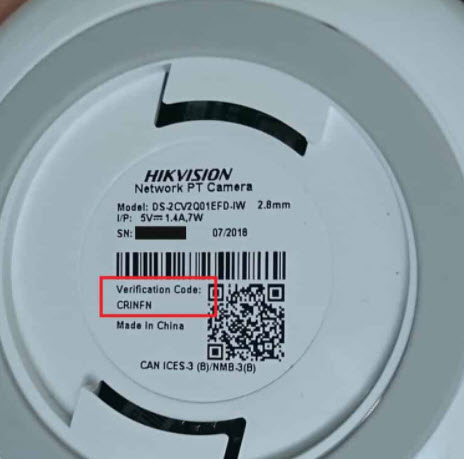 HIKVISION
Network PT Camera
Model: DS-2CV2Q01EFD-IW 2.8mm
I/P: 5V⎓1.4A,7W
SN: 07/2018
Verification Code:
CRINFN
Made in China
CAN ICES-3 (B)/NMB-3(B)